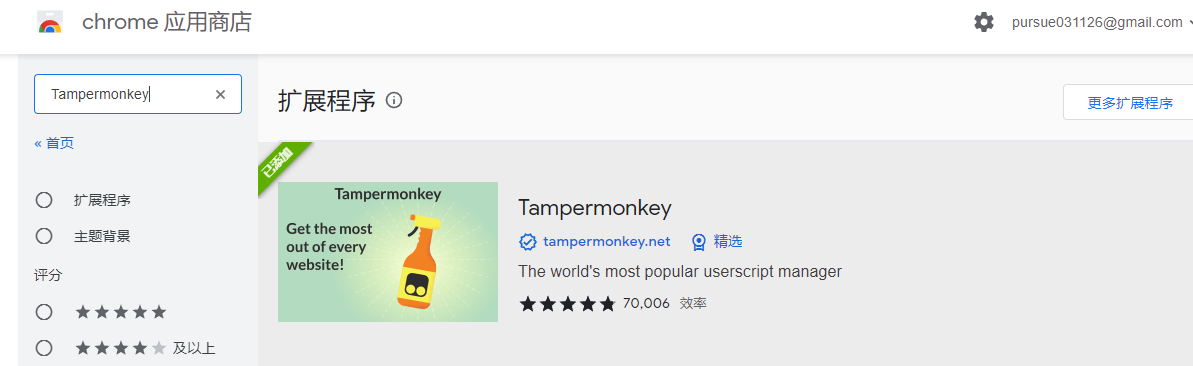 chrome 应用商店
pursue031126@gmail.com
Tampermonkey
« 首页
扩展程序
主题背景
评分
及以上
扩展程序
更多扩展程序
已添加
Tampermonkey
Get the most
out of every
website!
Tampermonkey
tampermonkey.net
精选
The world's most popular userscript manager
70,006 效率